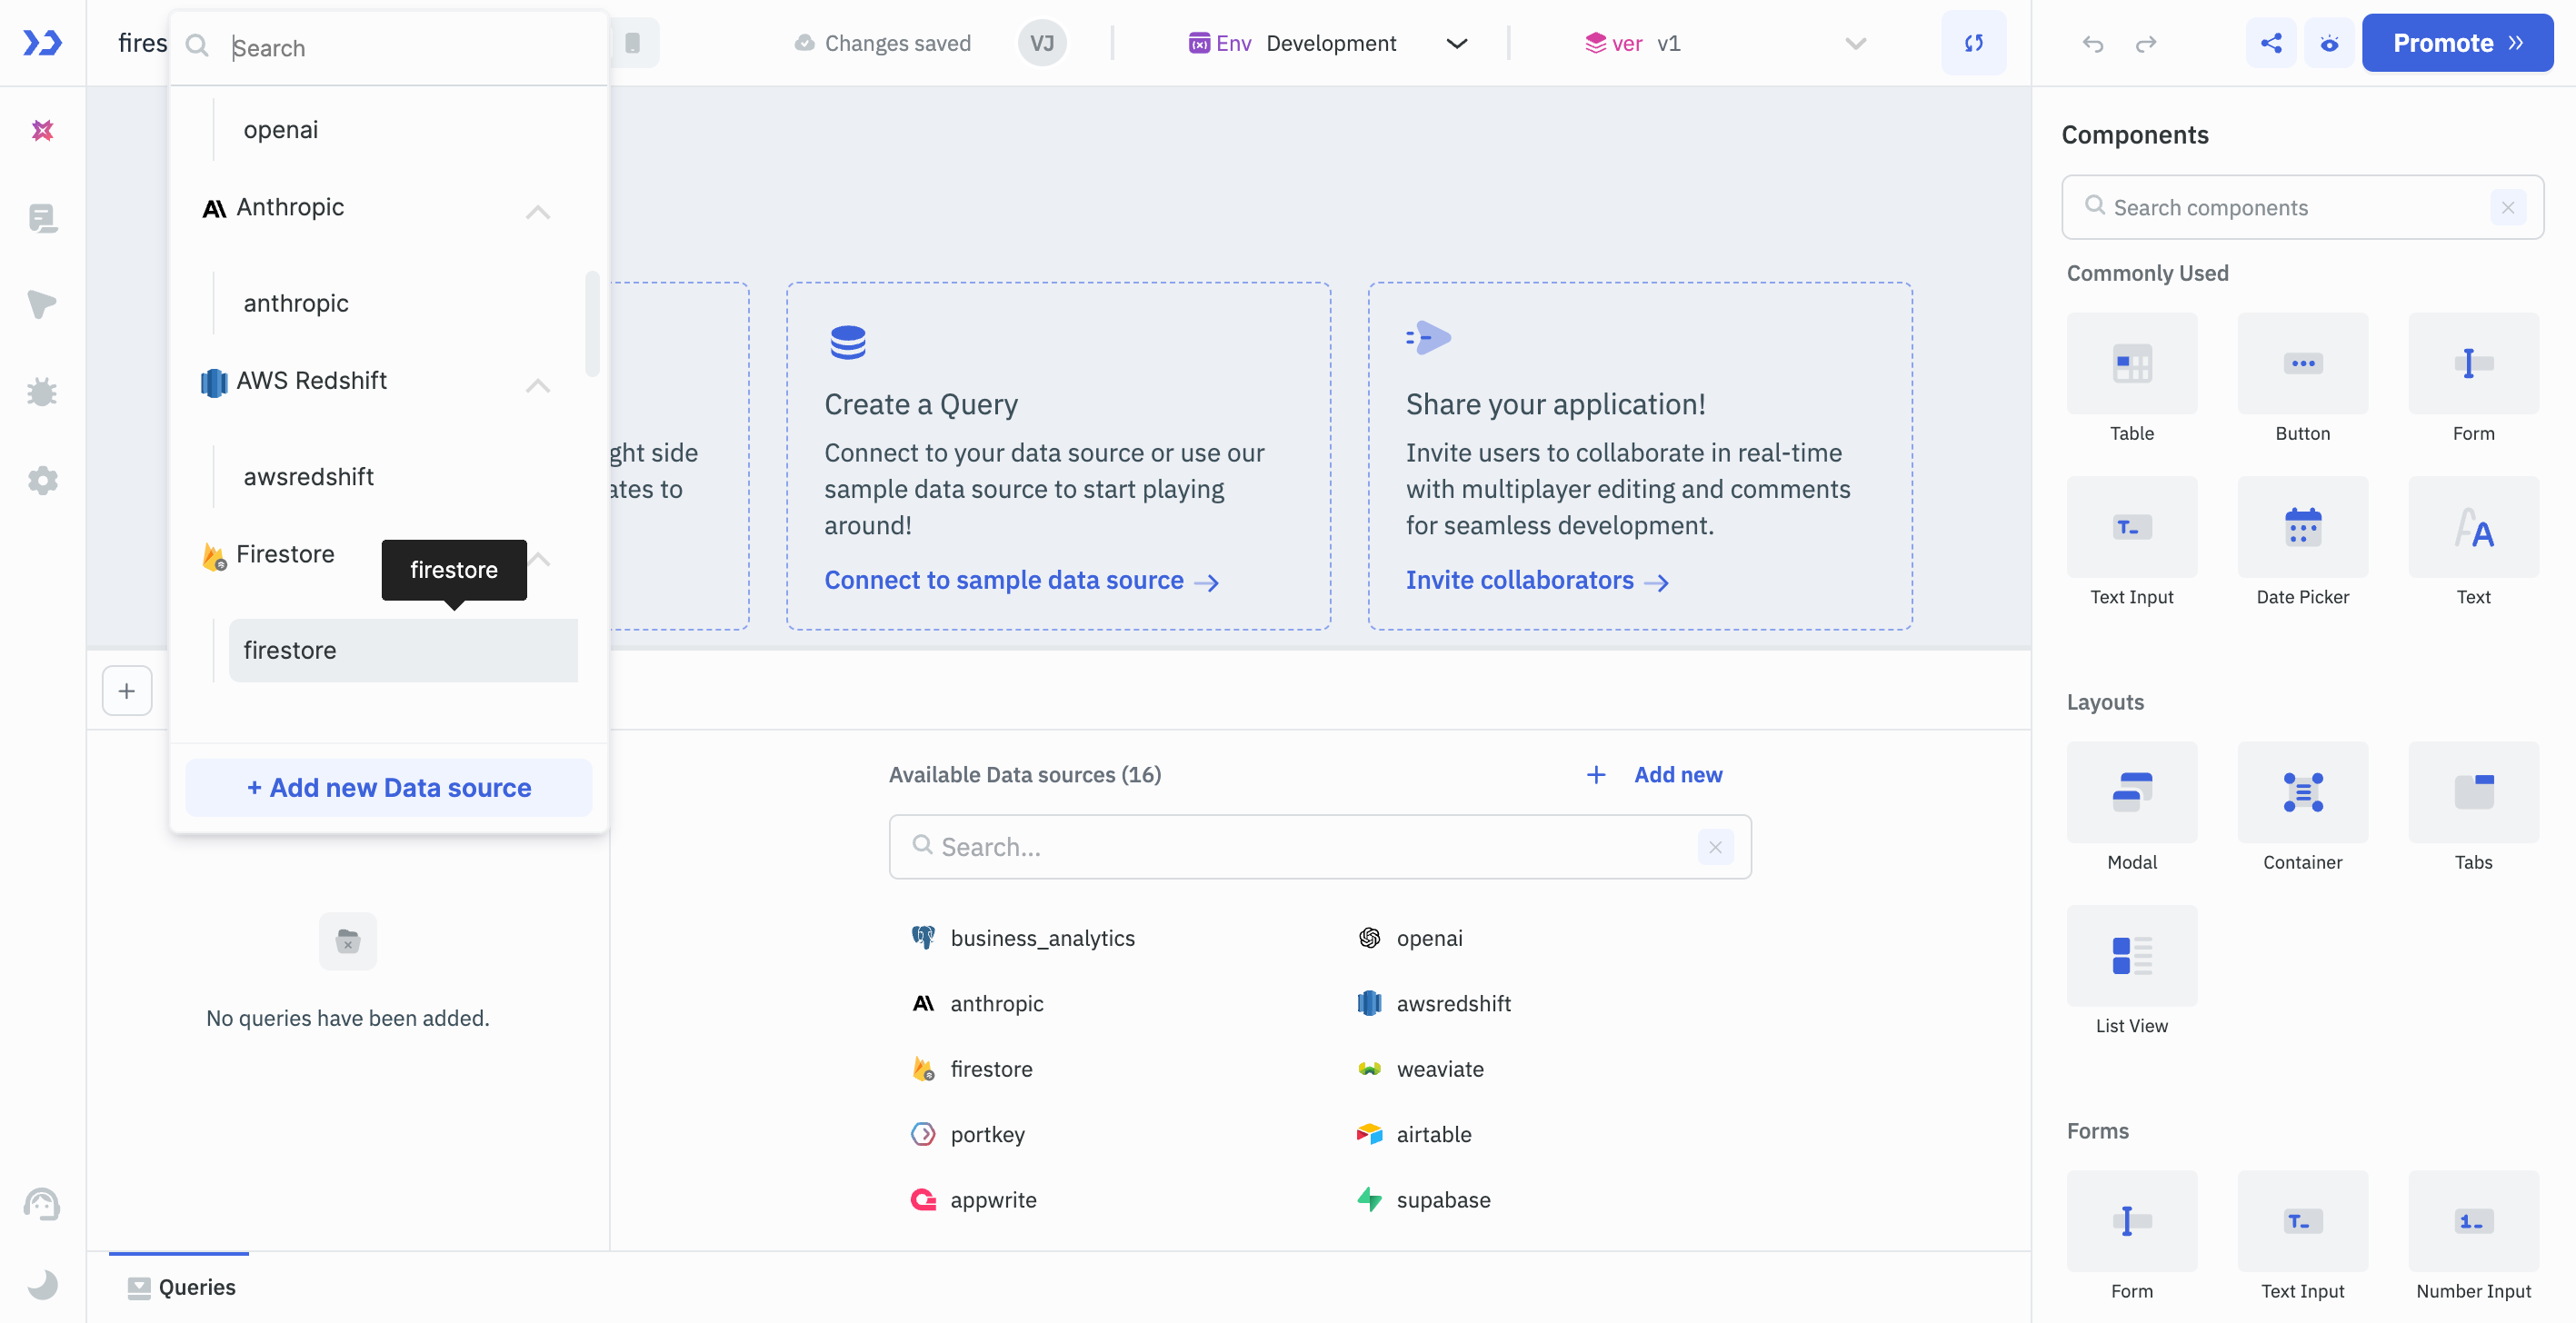 fires
Search
Changes saved
VJ
Env
Development
ver
v1
Promote
openai
Anthropic
anthropic
AWS Redshift
awsredshift
Firestore
firestore
firestore
+ Add new Data source
ght side
ates to
Create a Query
Connect to your data source or use our
sample data source to start playing
around!
Connect to sample data source
Share your application!
Invite users to collaborate in real-time
with multiplayer editing and comments
for seamless development.
Invite collaborators
No queries have been added.
Available Data sources (16)
Add new
Search...
business_analytics
openai
anthropic
awsredshift
firestore
weaviate
portkey
airtable
appwrite
supabase
Queries
Components
Search components
Commonly Used
Table
Button
Form
Text Input
Date Picker
Text
Layouts
Modal
Container
Tabs
List View
Forms
Form
Text Input
Number Input